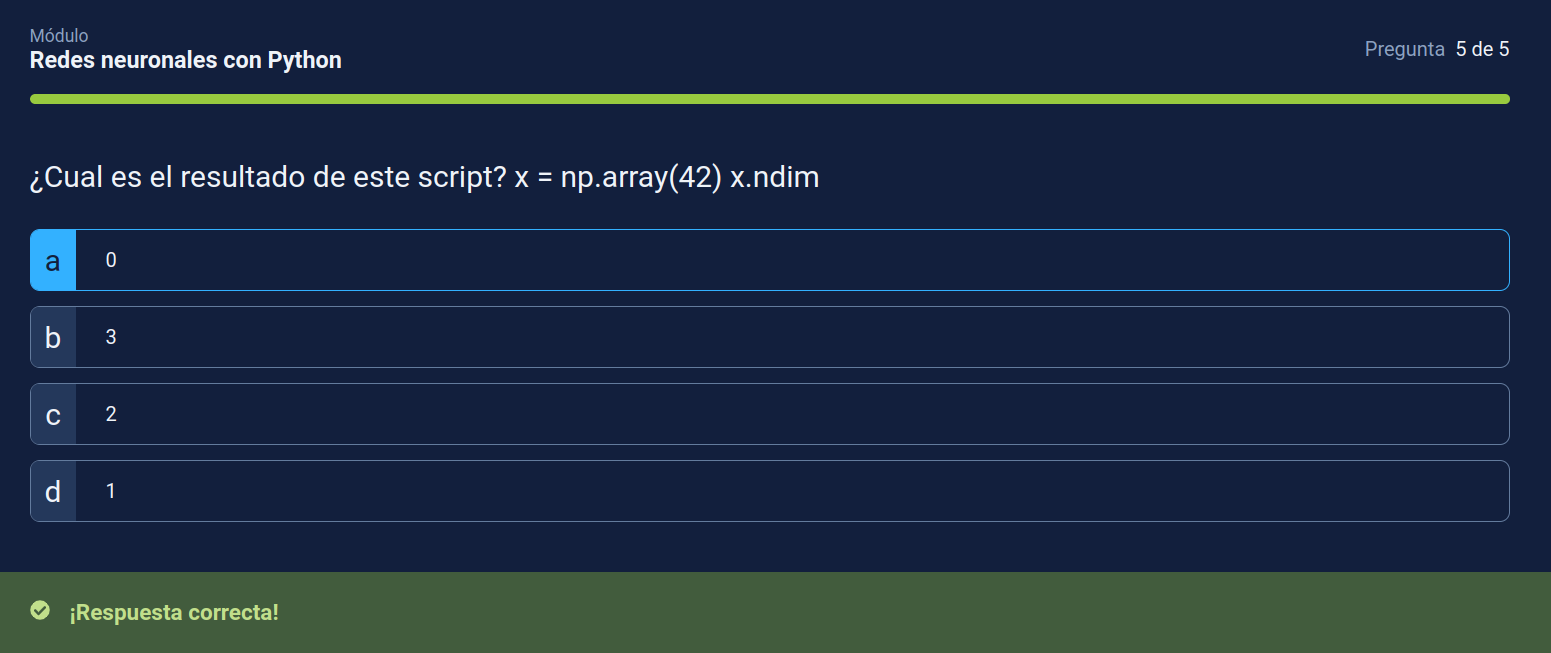 Módulo
Redes neuronales con Python
Pregunta 5 de 5
¿Cual es el resultado de este script? x = np.array(42) x.ndim
a 0
b 3
c 2
d 1
¡Respuesta correcta!